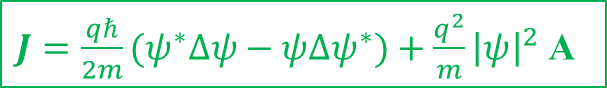 J = qℏ/2m (ψ*Δψ − ψΔψ*) + q²/m |ψ|² A